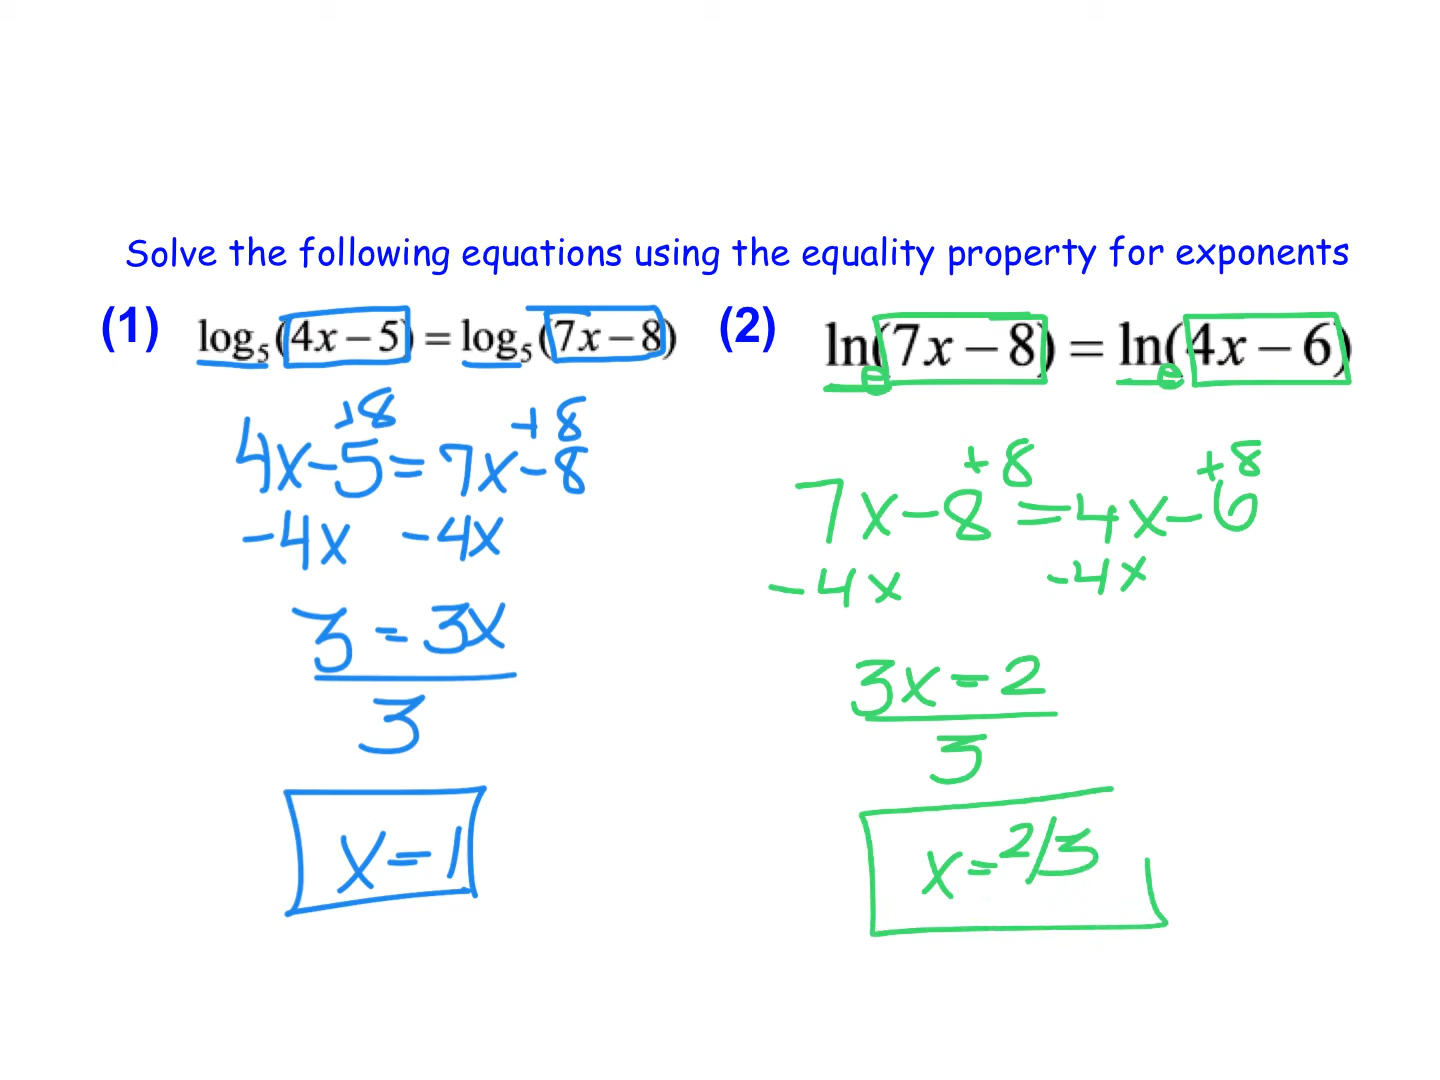 Solve the following equations using the equality property for exponents
(1) log₅(4x − 5) = log₅(7x − 8)
+8 +8
4x − 5 = 7x − 8
−4x −4x
3 = 3x
3
x = 1
(2) lnₑ(7x − 8) = lnₑ(4x − 6)
+8 +8
7x − 8 = 4x − 6
−4x −4x
3x = 2
3
x = 2/3